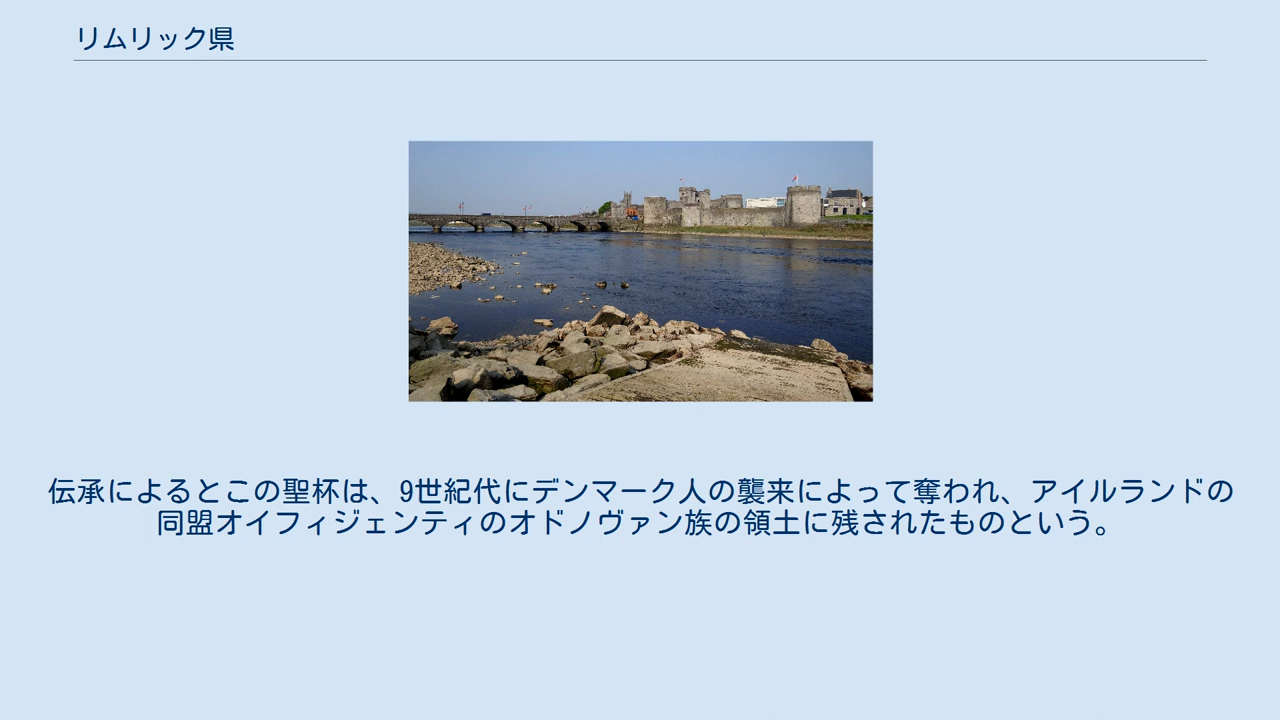 リムリック県
伝承によるとこの聖杯は、9世紀代にデンマーク人の襲来によって奪われ、アイルランドの
同盟オイフィジェンティのオドノヴァン族の領土に残されたものという。